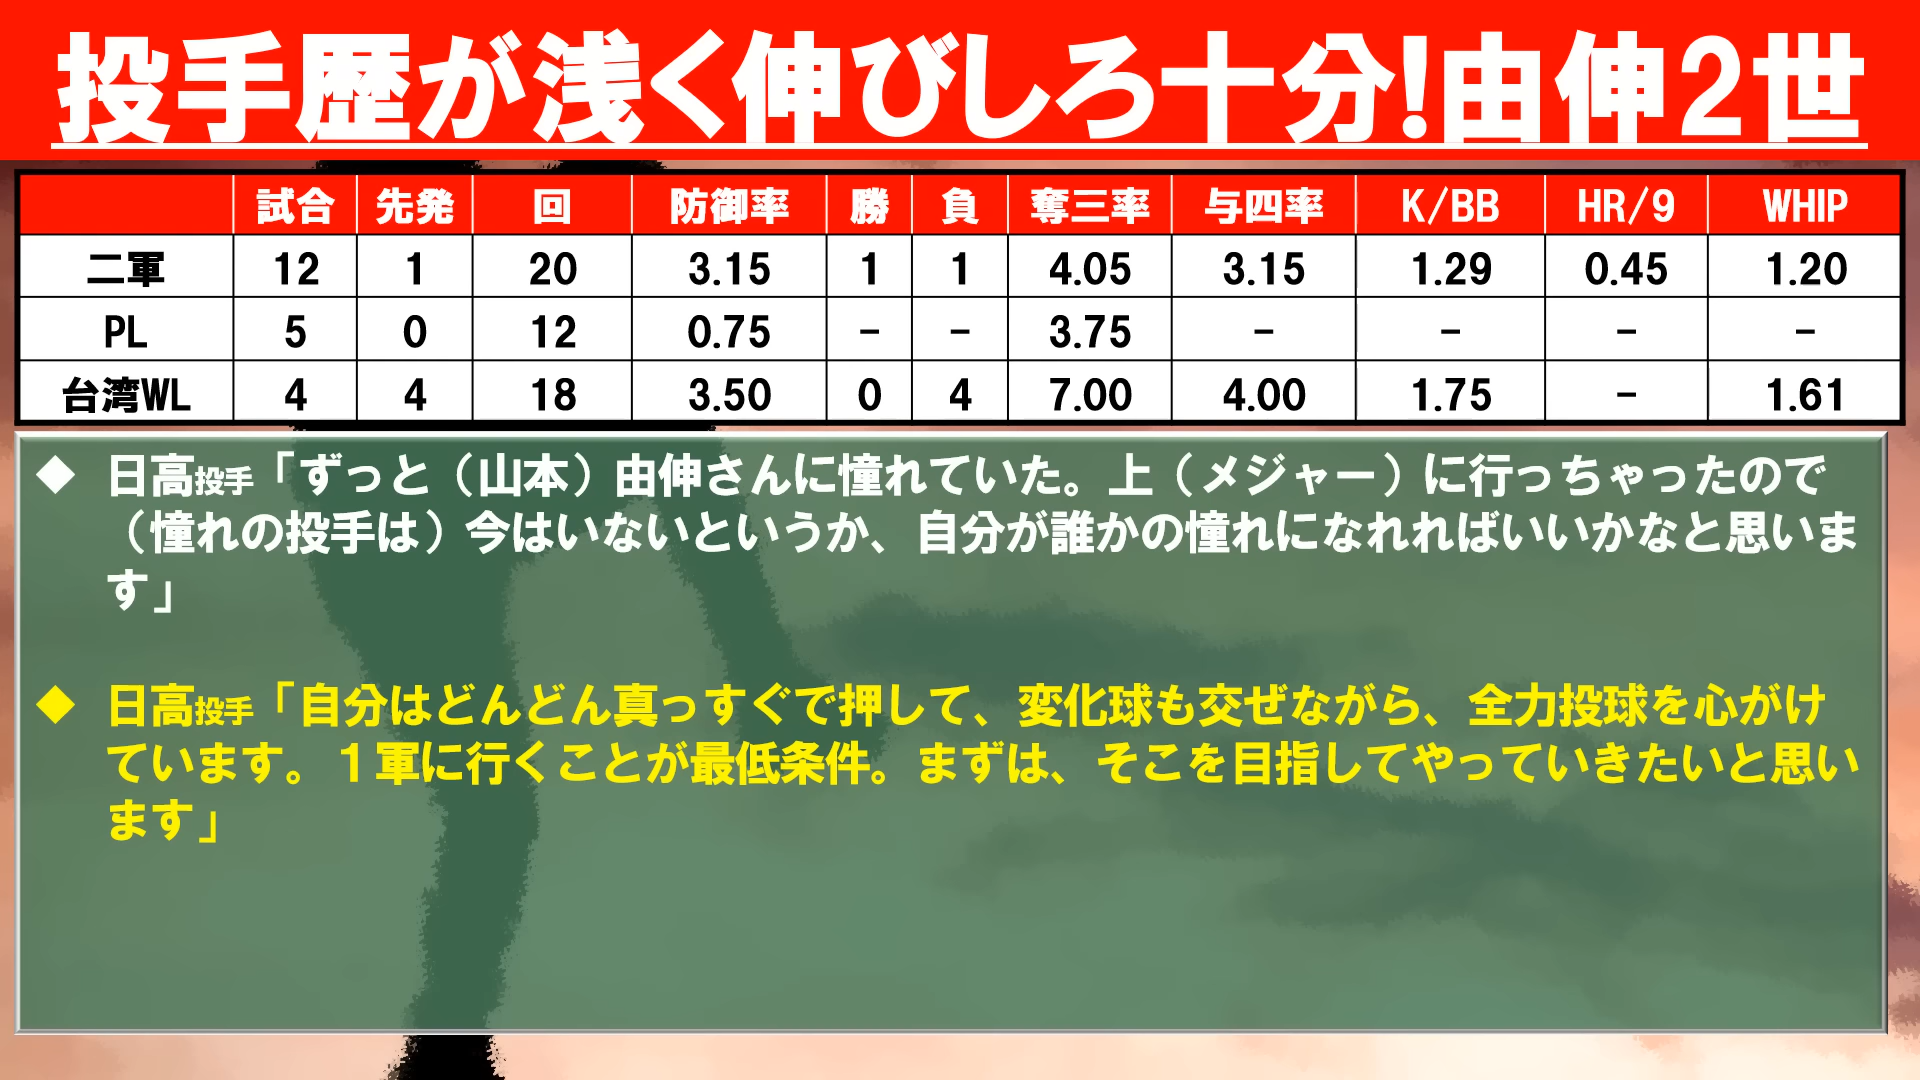 投手歴が浅く伸びしろ十分!由伸2世
試合 先発 回 防御率 勝 負 奪三率 与四率 K/BB HR/9 WHIP
二軍 12 1 20 3.15 1 1 4.05 3.15 1.29 0.45 1.20
PL 5 0 12 0.75 - - 3.75 - - - -
台湾WL 4 4 18 3.50 0 4 7.00 4.00 1.75 - 1.61
◆ 日高投手「ずっと（山本）由伸さんに憧れていた。上（メジャー）に行っちゃったので
（憧れの投手は）今はいないというか、自分が誰かの憧れになれればいいかなと思いま
す」
◆ 日高投手「自分はどんどん真っすぐで押して、変化球も交ぜながら、全力投球を心がけ
ています。１軍に行くことが最低条件。まずは、そこを目指してやっていきたいと思い
ます」